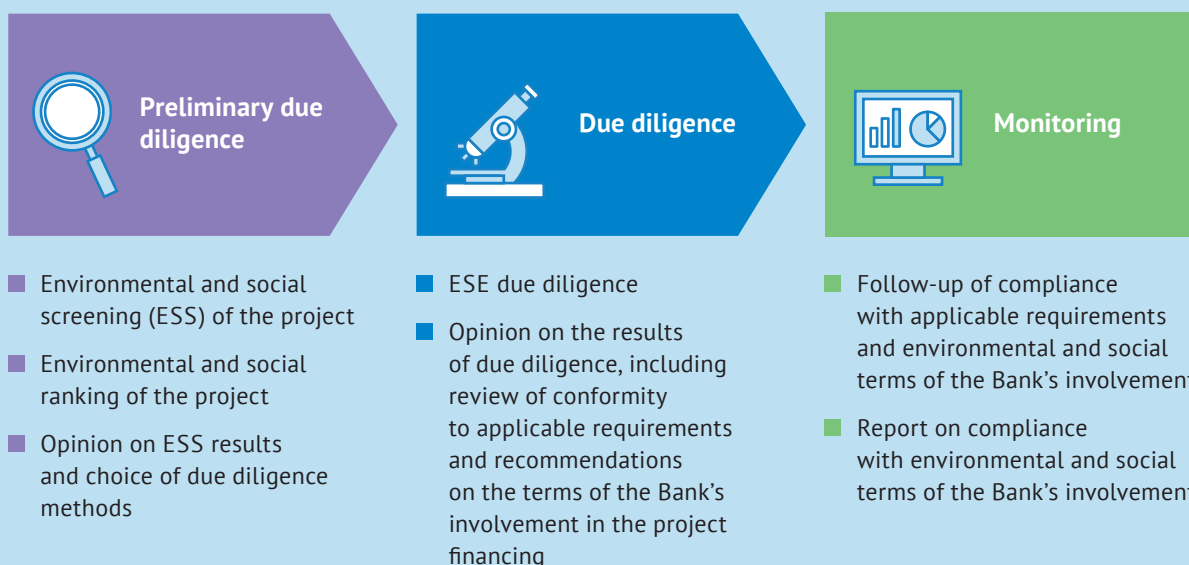 Preliminary due
diligence
Due diligence
Monitoring
Environmental and social
screening (ESS) of the project
Environmental and social
ranking of the project
Opinion on ESS results
and choice of due diligence
methods
ESE due diligence
Opinion on the results
of due diligence, including
review of conformity
to applicable requirements
and recommendations
on the terms of the Bank's
involvement in the project
financing
Follow-up of compliance
with applicable requirements
and environmental and social
terms of the Bank's involvement
Report on compliance
with environmental and social
terms of the Bank's involvement